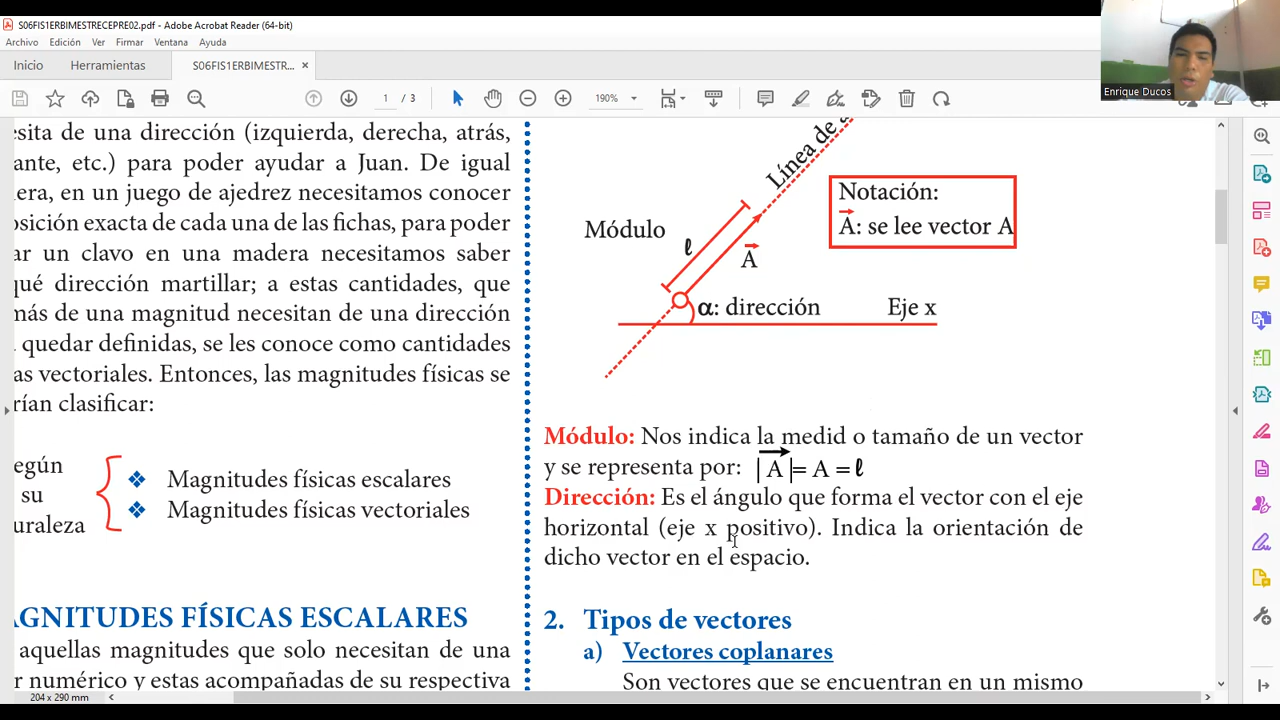 S06FIS1ERBIMESTRECEPRE02.pdf - Adobe Acrobat Reader (64-bit)
Archivo Edición Ver Firmar Ventana Ayuda
Inicio Herramientas S06FIS1ERBIMESTR... ×
1 / 3 190%
Enrique Ducos
esita de una dirección (izquierda, derecha, atrás,
ante, etc.) para poder ayudar a Juan. De igual
era, en un juego de ajedrez necesitamos conocer
osición exacta de cada una de las fichas, para poder
ar un clavo en una madera necesitamos saber
qué dirección martillar; a estas cantidades, que
más de una magnitud necesitan de una dirección
quedar definidas, se les conoce como cantidades
as vectoriales. Entonces, las magnitudes físicas se
rían clasificar:
egún
su
uraleza
❖ Magnitudes físicas escalares
❖ Magnitudes físicas vectoriales
AGNITUDES FÍSICAS ESCALARES
aquellas magnitudes que solo necesitan de una
r numérico y estas acompañadas de su respectiva
Línea de
Módulo
ℓ
A
α: dirección
Eje x
Notación:
A: se lee vector A
Módulo: Nos indica la medid o tamaño de un vector
y se representa por: | A |= A = ℓ
Dirección: Es el ángulo que forma el vector con el eje
horizontal (eje x positivo). Indica la orientación de
dicho vector en el espacio.
2. Tipos de vectores
a) Vectores coplanares
Son vectores que se encuentran en un mismo
204 x 290 mm